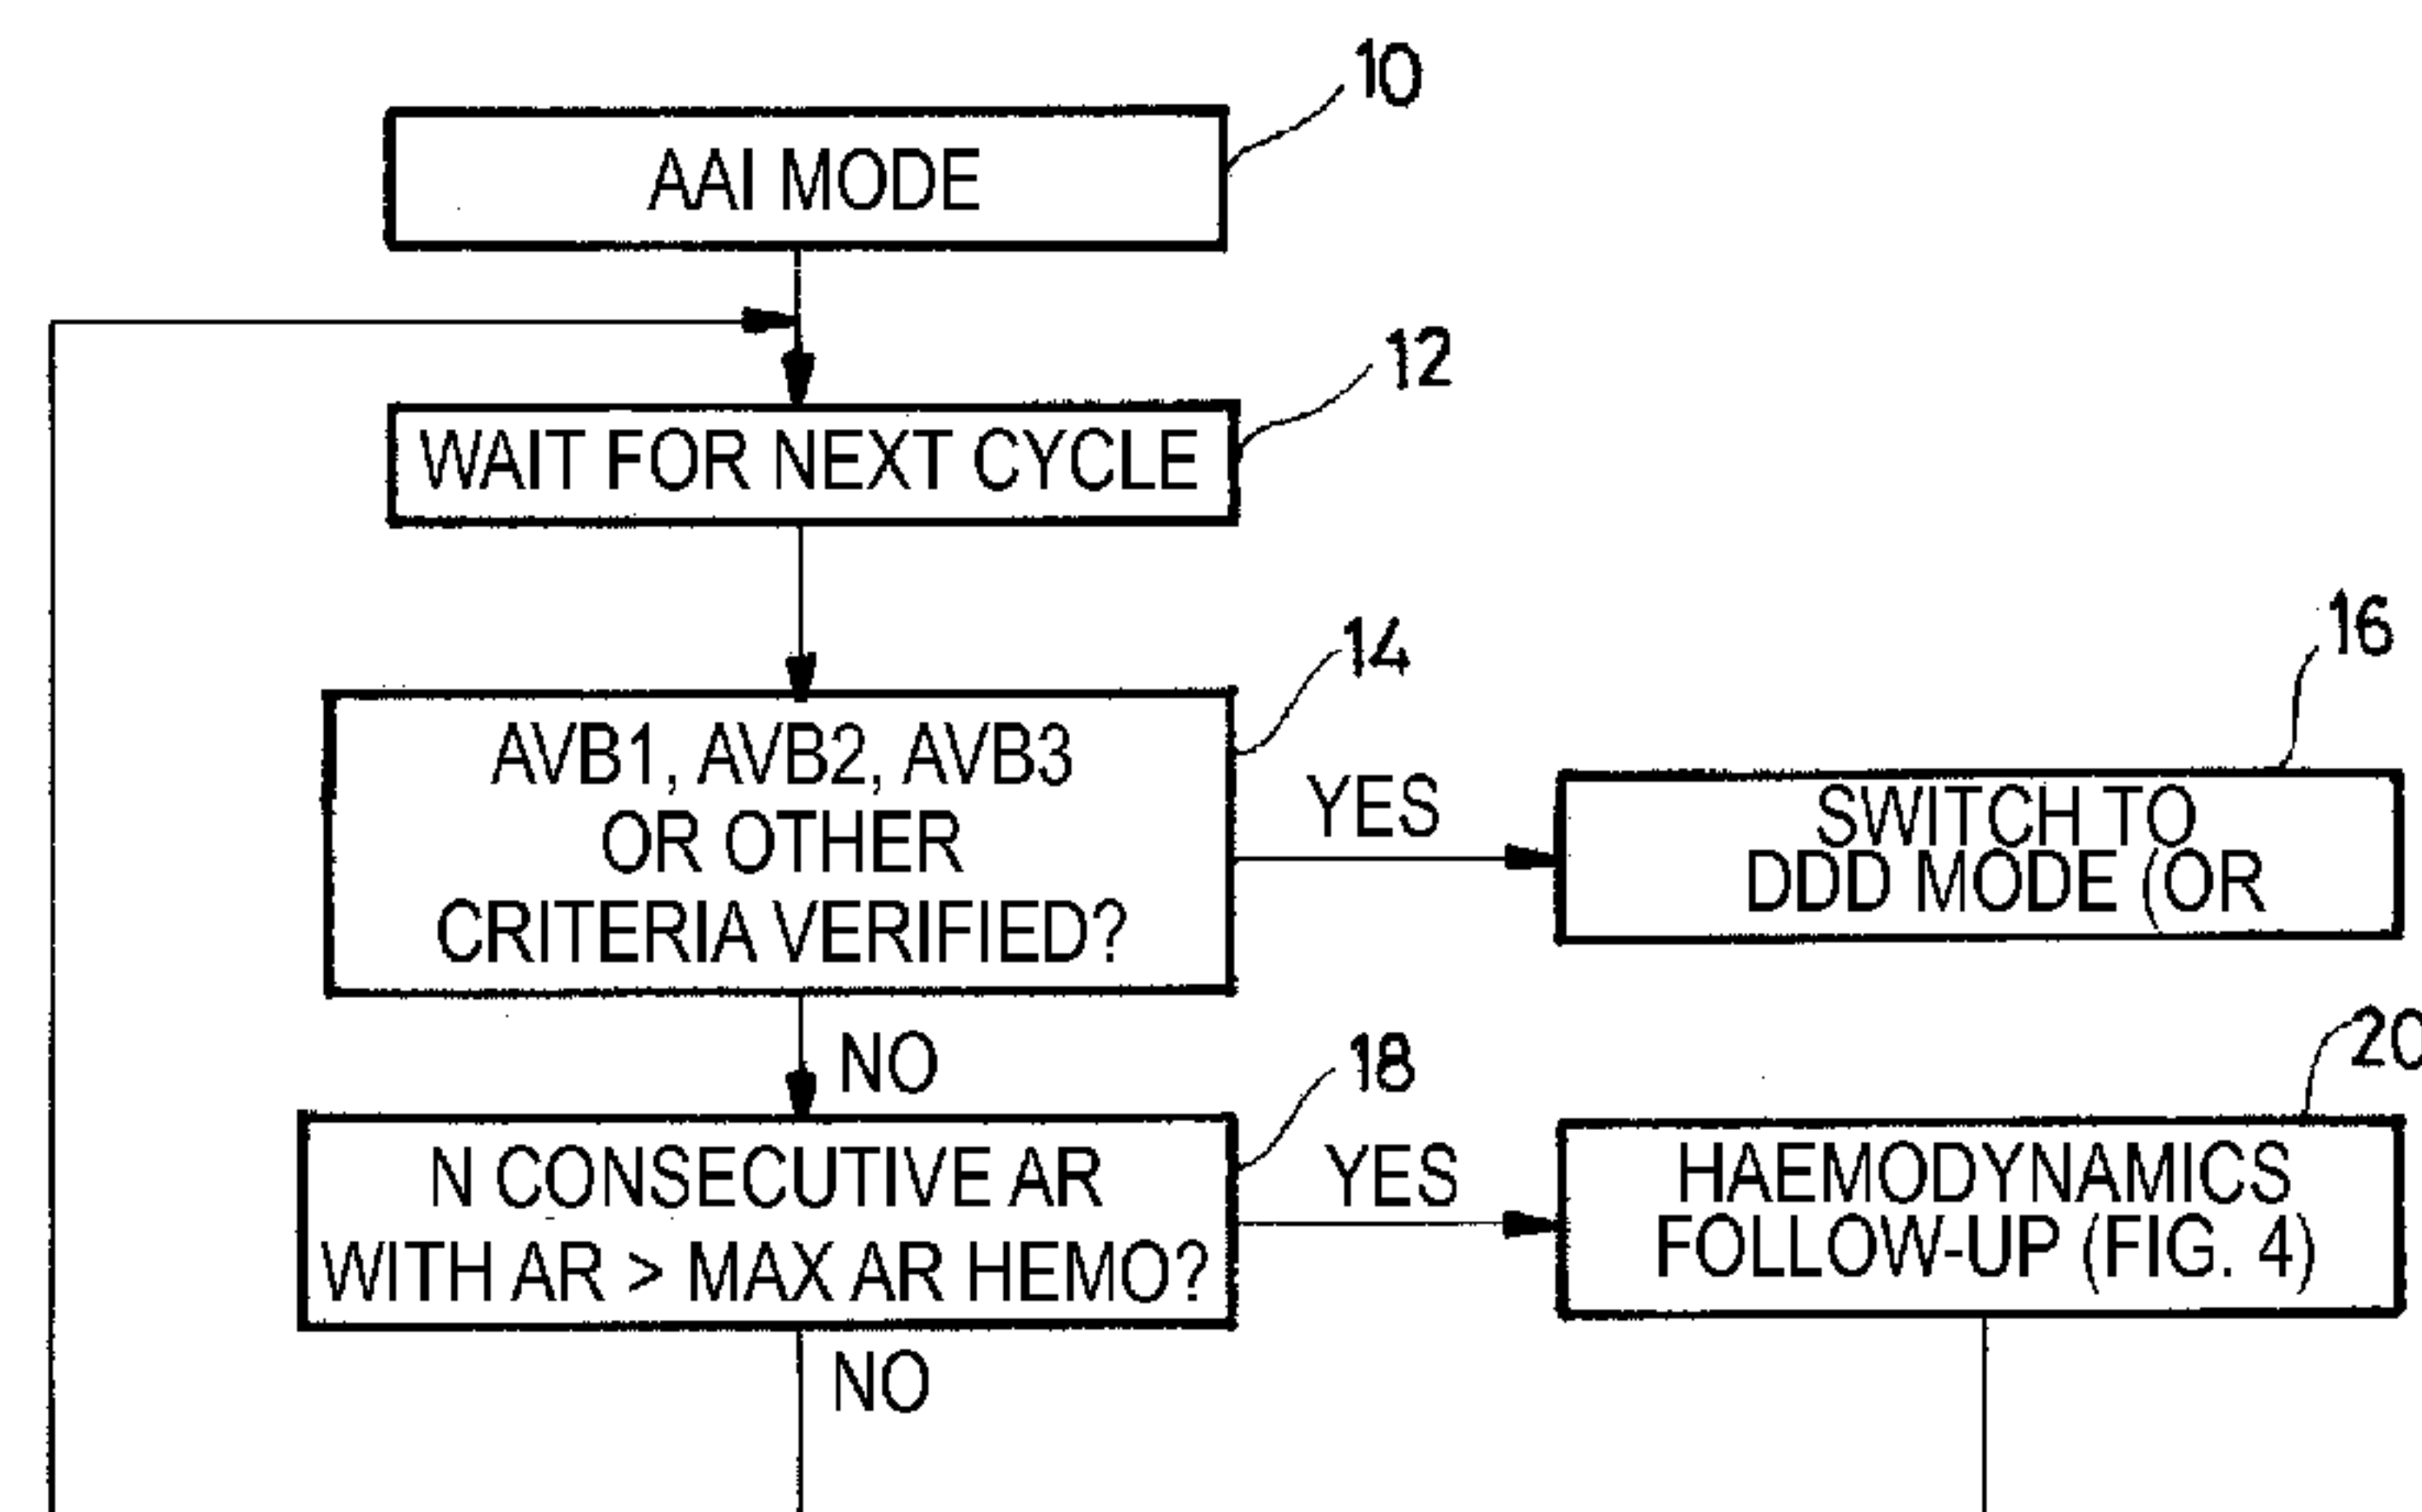 10
AAI MODE
12
WAIT FOR NEXT CYCLE
14
AVB1, AVB2, AVB3
OR OTHER
CRITERIA VERIFIED?
YES
16
SWITCH TO
DDD MODE (OR
NO
18
N CONSECUTIVE AR
WITH AR > MAX AR HEMO?
YES
20
HAEMODYNAMICS
FOLLOW-UP (FIG. 4)
NO